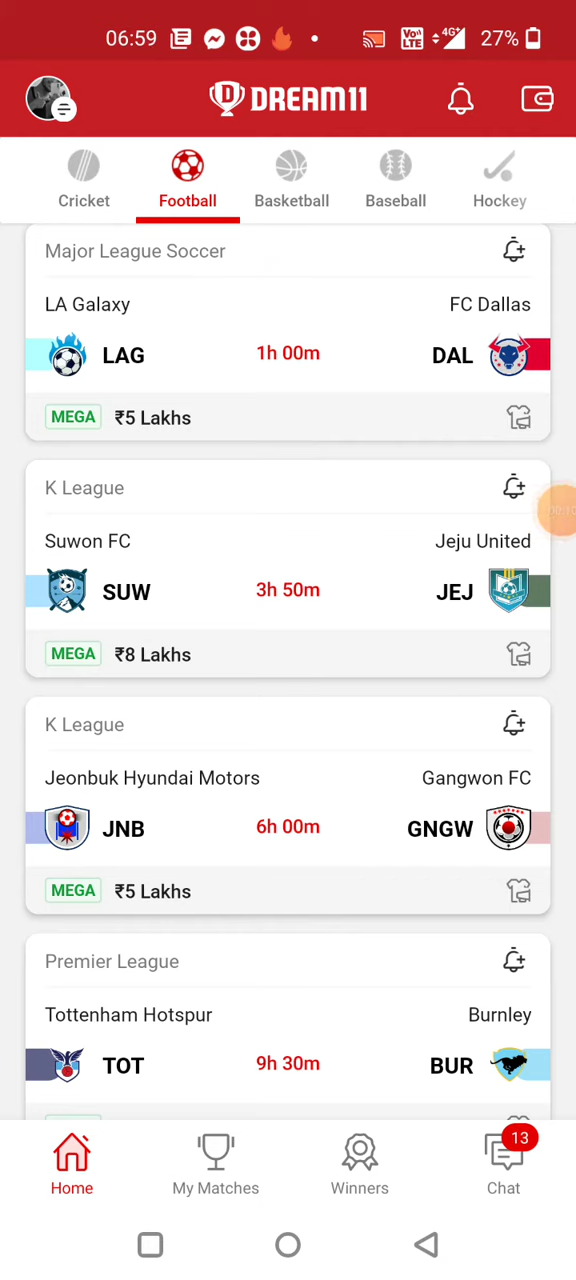 06:59 Vo)) LTE 4G+ 27%
DREAM11
Cricket Football Basketball Baseball Hockey
Major League Soccer
LA Galaxy FC Dallas
LAG 1h 00m DAL
MEGA ₹5 Lakhs
K League
Suwon FC Jeju United
SUW 3h 50m JEJ
MEGA ₹8 Lakhs
K League
Jeonbuk Hyundai Motors Gangwon FC
JNB 6h 00m GNGW
MEGA ₹5 Lakhs
Premier League
Tottenham Hotspur Burnley
TOT 9h 30m BUR
13
Home My Matches Winners Chat